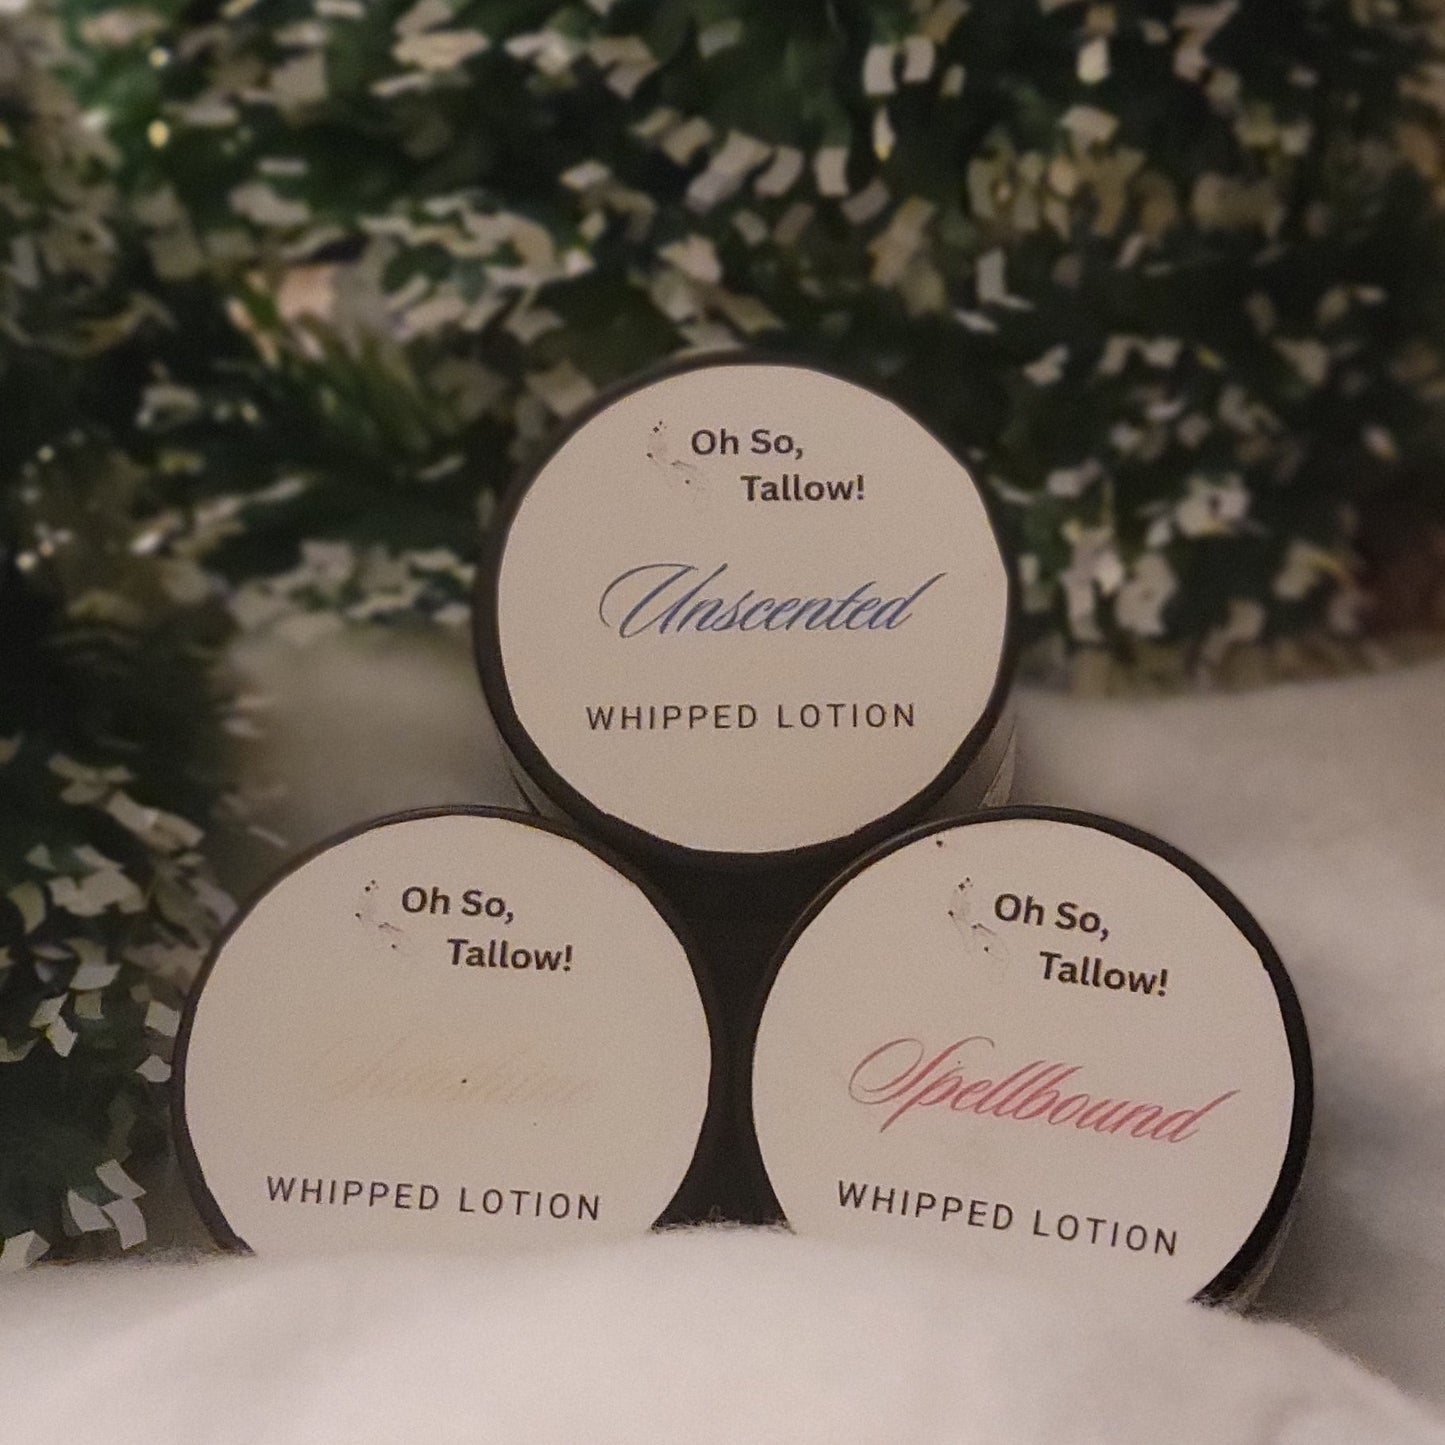 Oh So,
Tallow!
Unscented
WHIPPED LOTION
Oh So,
Tallow!
WHIPPED LOTION
Oh So,
Tallow!
Spellbound
WHIPPED LOTION